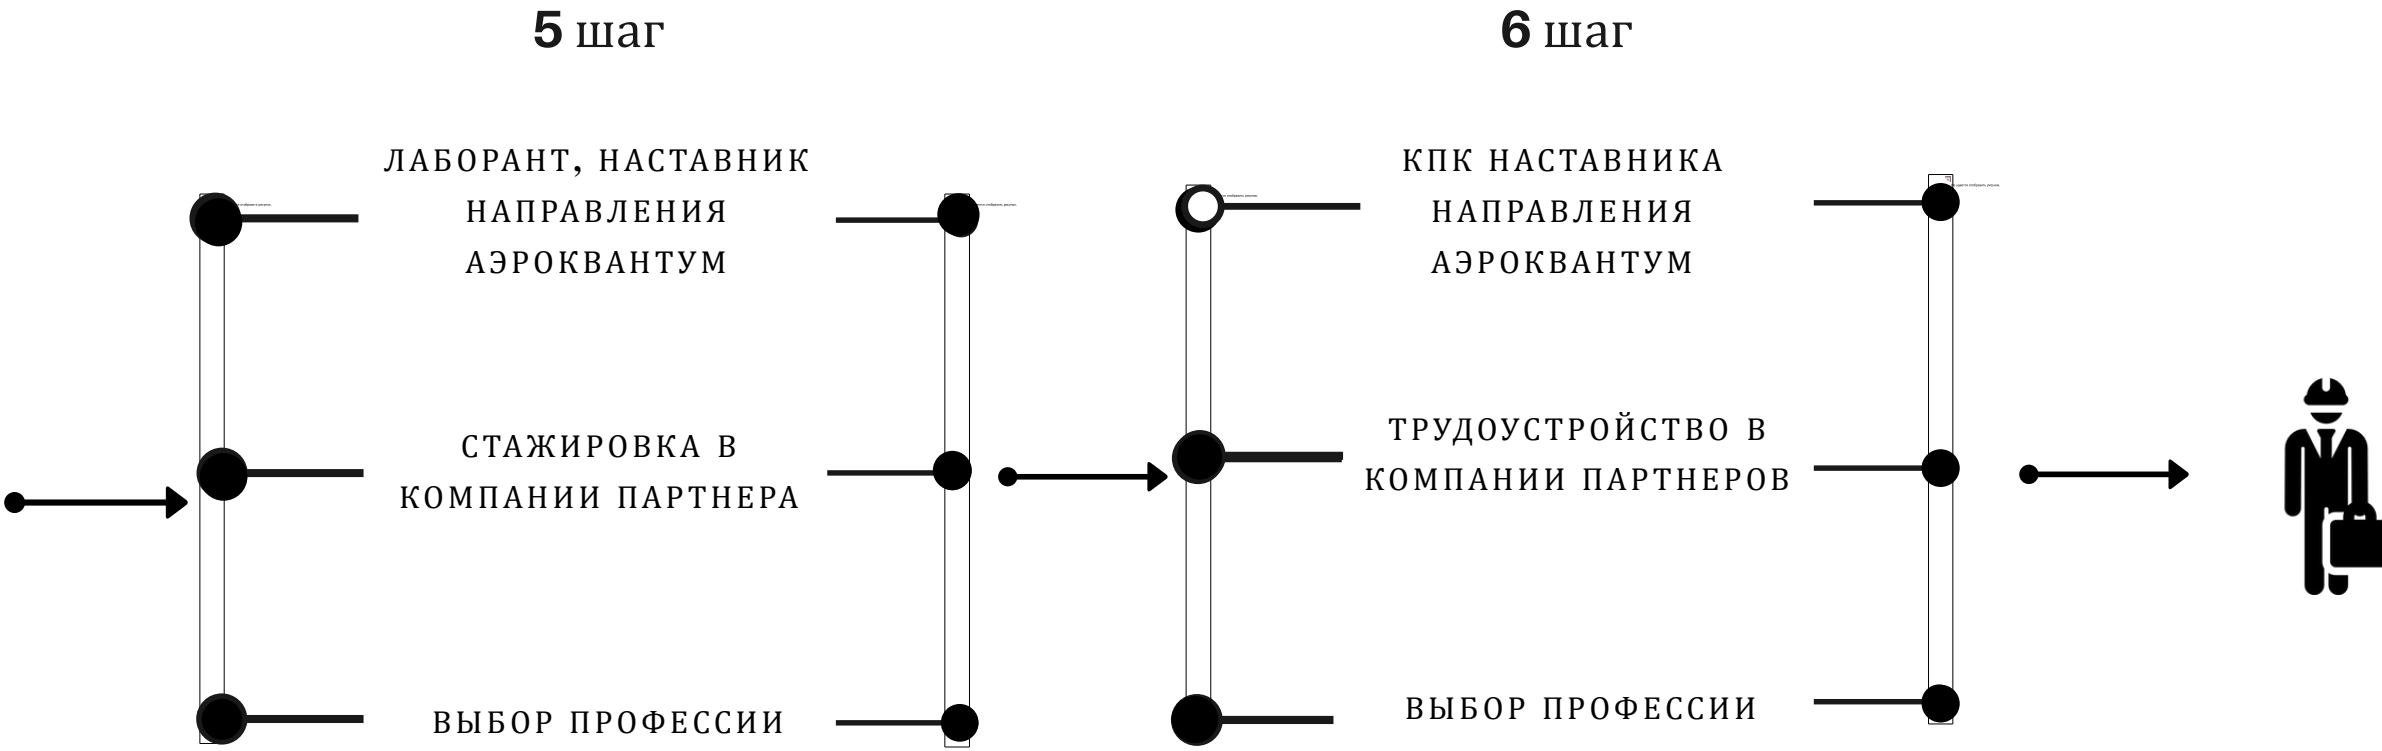 5 шаг
ЛАБОРАНТ, НАСТАВНИК
НАПРАВЛЕНИЯ
АЭРОКВАНТУМ
СТАЖИРОВКА В
КОМПАНИИ ПАРТНЕРА
ВЫБОР ПРОФЕССИИ
6 шаг
КПК НАСТАВНИКА
НАПРАВЛЕНИЯ
АЭРОКВАНТУМ
ТРУДОУСТРОЙСТВО В
КОМПАНИИ ПАРТНЕРОВ
ВЫБОР ПРОФЕССИИ